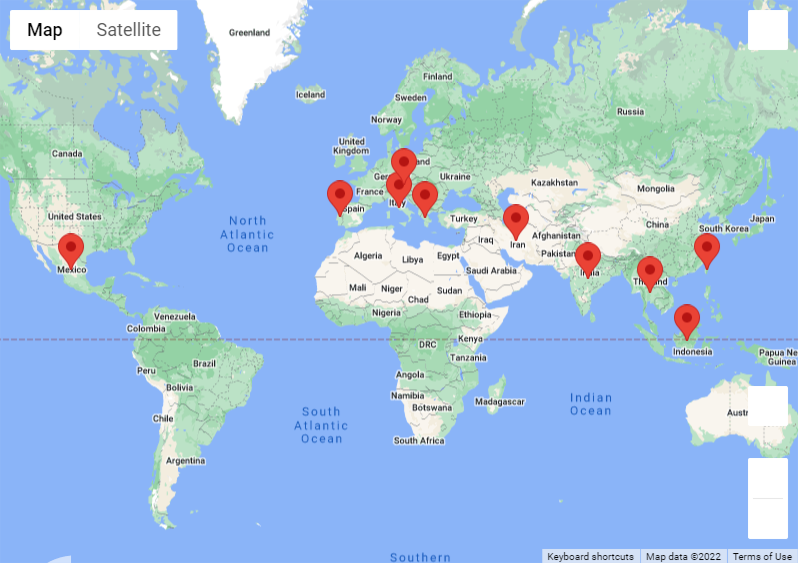 Map
Satellite
Greenland
Iceland
Finland
Sweden
Norway
Russia
United
Kingdom
Canada
Ukraine
France
Kazakhstan
Mongolia
United States
North
Atlantic
Ocean
Turkey
China
South Korea
Japan
Iraq
Iran
Afghanistan
Pakistan
Mexico
Algeria
Libya
Egypt
Saudi Arabia
India
Thailand
Mali
Niger
Chad
Sudan
Nigeria
Ethiopia
Venezuela
Colombia
DRC
Kenya
Tanzania
Indonesia
Papua Ne
Guinea
Peru
Brazil
Bolivia
Angola
Namibia
Botswana
Madagascar
Indian
Ocean
South
Atlantic
Ocean
Chile
South Africa
Argentina
Southern
Keyboard shortcuts
Map data ©2022
Terms of Use